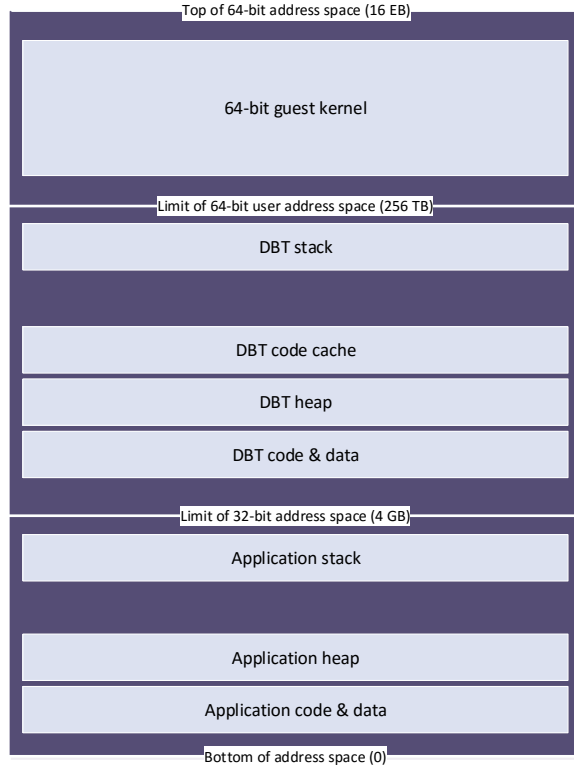 Top of 64-bit address space (16 EB)
64-bit guest kernel
Limit of 64-bit user address space (256 TB)
DBT stack
DBT code cache
DBT heap
DBT code & data
Limit of 32-bit address space (4 GB)
Application stack
Application heap
Application code & data
Bottom of address space (0)